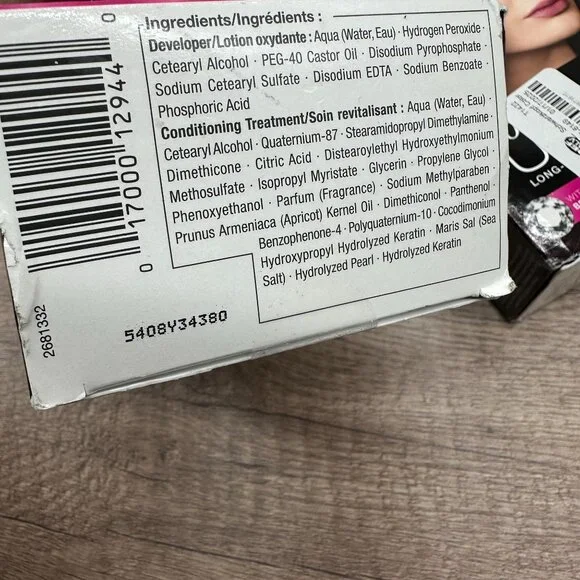 Ingredients/Ingrédients :
Developer/Lotion oxydante : Aqua (Water, Eau) · Hydrogen Peroxide ·
Cetearyl Alcohol · PEG-40 Castor Oil · Disodium Pyrophosphate ·
Sodium Cetearyl Sulfate · Disodium EDTA · Sodium Benzoate ·
Phosphoric Acid
Conditioning Treatment/Soin revitalisant : Aqua (Water, Eau) ·
Cetearyl Alcohol · Quaternium-87 · Stearamidopropyl Dimethylamine ·
Dimethicone · Citric Acid · Distearoylethyl Hydroxyethylmonium
Methosulfate · Isopropyl Myristate · Glycerin · Propylene Glycol ·
Phenoxyethanol · Parfum (Fragrance) · Sodium Methylparaben ·
Prunus Armeniaca (Apricot) Kernel Oil · Dimethiconol · Panthenol ·
Benzophenone-4 · Polyquaternium-10 · Cocodimonium
Hydroxypropyl Hydrolyzed Keratin · Maris Sal (Sea
Salt) · Hydrolyzed Pearl · Hydrolyzed Keratin
0 17000 12944 0
2681332
5408Y34380
LONG-